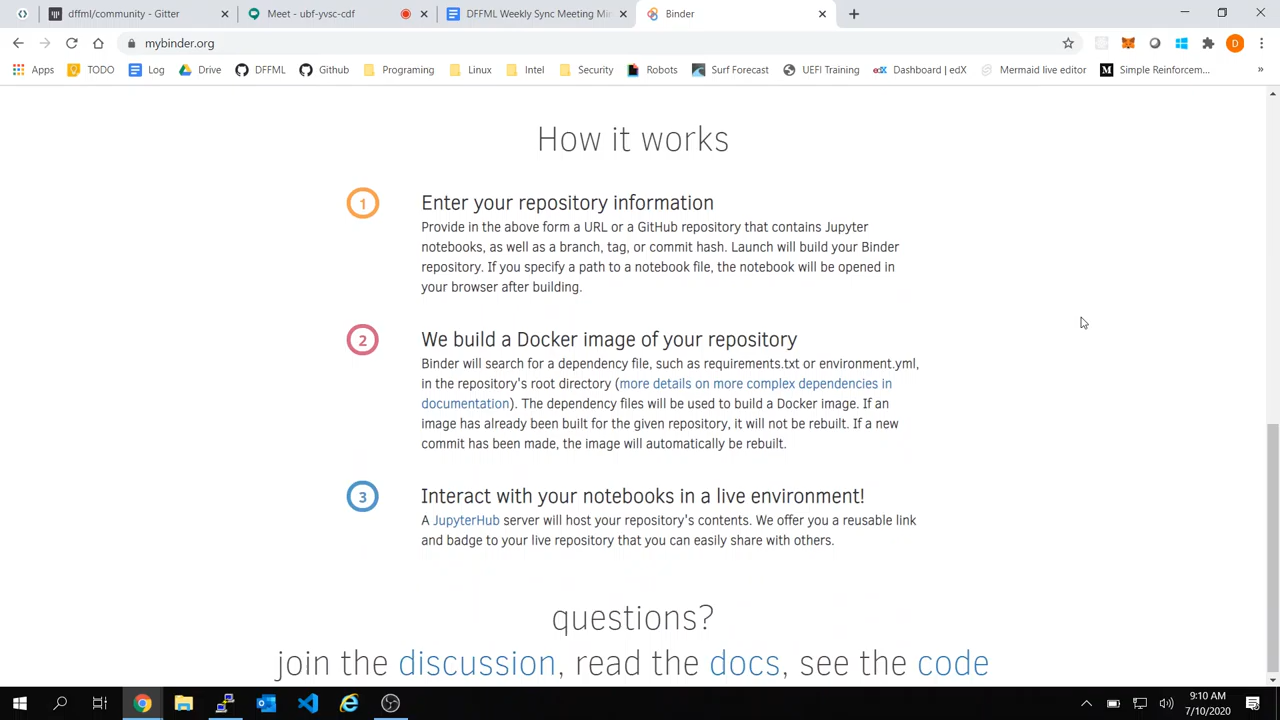 dffml/community - Gitter
Meet - ubf-yvsc-cdf
DFFML Weekly Sync Meeting Min
Binder
mybinder.org
D
Apps
TODO
Log
Drive
DFFML
Github
Programing
Linux
Intel
Security
Robots
Surf Forecast
UEFI Training
Dashboard | edX
Mermaid live editor
M
Simple Reinforcem...
»
How it works
1
Enter your repository information
Provide in the above form a URL or a GitHub repository that contains Jupyter
notebooks, as well as a branch, tag, or commit hash. Launch will build your Binder
repository. If you specify a path to a notebook file, the notebook will be opened in
your browser after building.
2
We build a Docker image of your repository
Binder will search for a dependency file, such as requirements.txt or environment.yml,
in the repository's root directory (more details on more complex dependencies in
documentation). The dependency files will be used to build a Docker image. If an
image has already been built for the given repository, it will not be rebuilt. If a new
commit has been made, the image will automatically be rebuilt.
3
Interact with your notebooks in a live environment!
A JupyterHub server will host your repository's contents. We offer you a reusable link
and badge to your live repository that you can easily share with others.
questions?
join the discussion, read the docs, see the code
9:10 AM
7/10/2020